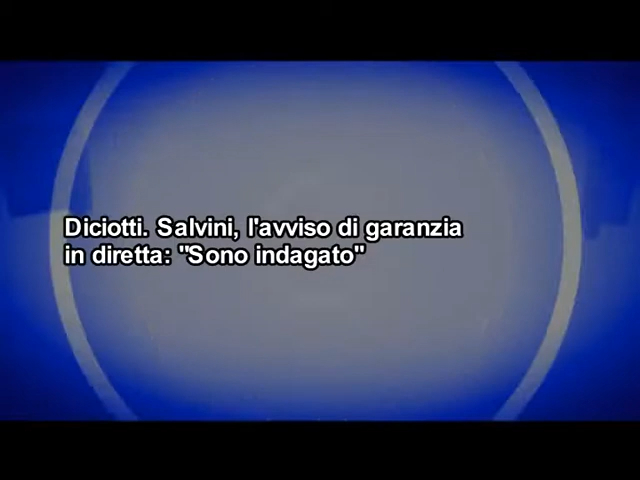 Diciotti. Salvini, l'avviso di garanzia
in diretta: "Sono indagato"